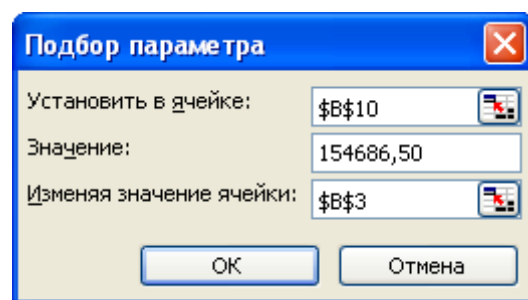 Подбор параметра
Установить в ячейке: $B$10
Значение: 154686,50
Изменяя значение ячейки: $B$3
ОК Отмена